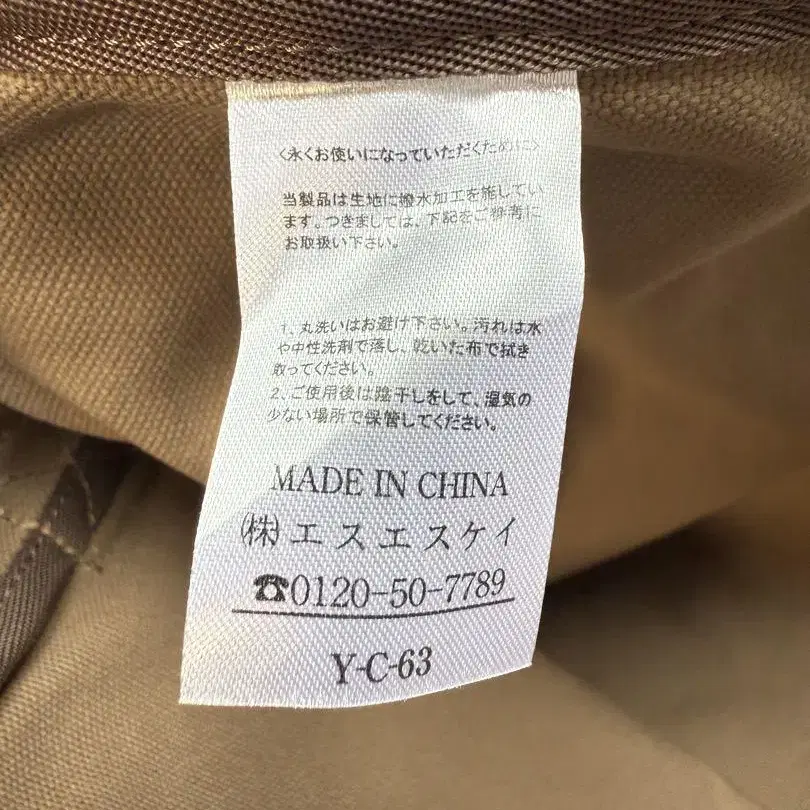 〈永くお使いになっていただくために〉
当製品は生地に撥水加工を施してい
ます。つきましては、下記をご参考に
お取扱い下さい。
1、丸洗いはお避け下さい。汚れは水
や中性洗剤で落し、乾いた布で拭き
取ってください。
2、ご使用後は陰干しをして、湿気の
少ない場所で保管してください。
MADE IN CHINA
(株)エスエスケイ
☎0120-50-7789
Y-C-63